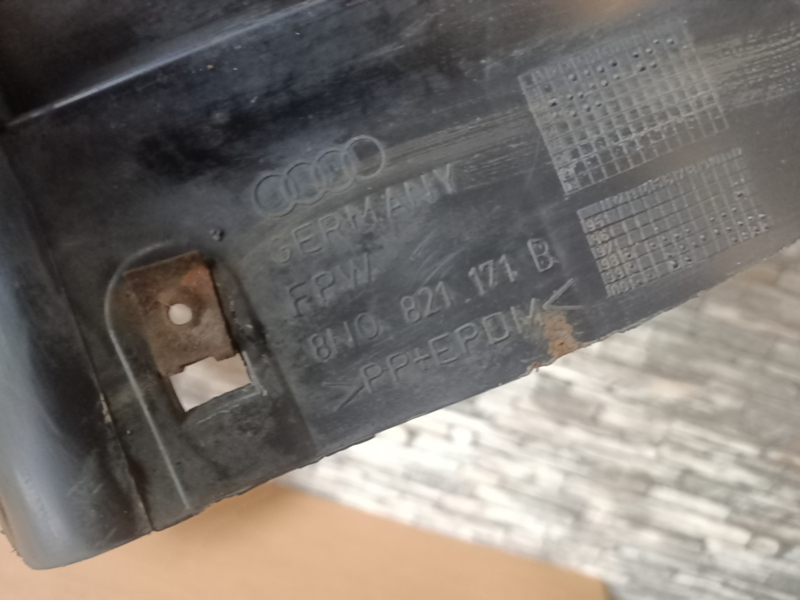 GERMANY
FPW
8N0 821 171 B
>PP+EPDM<